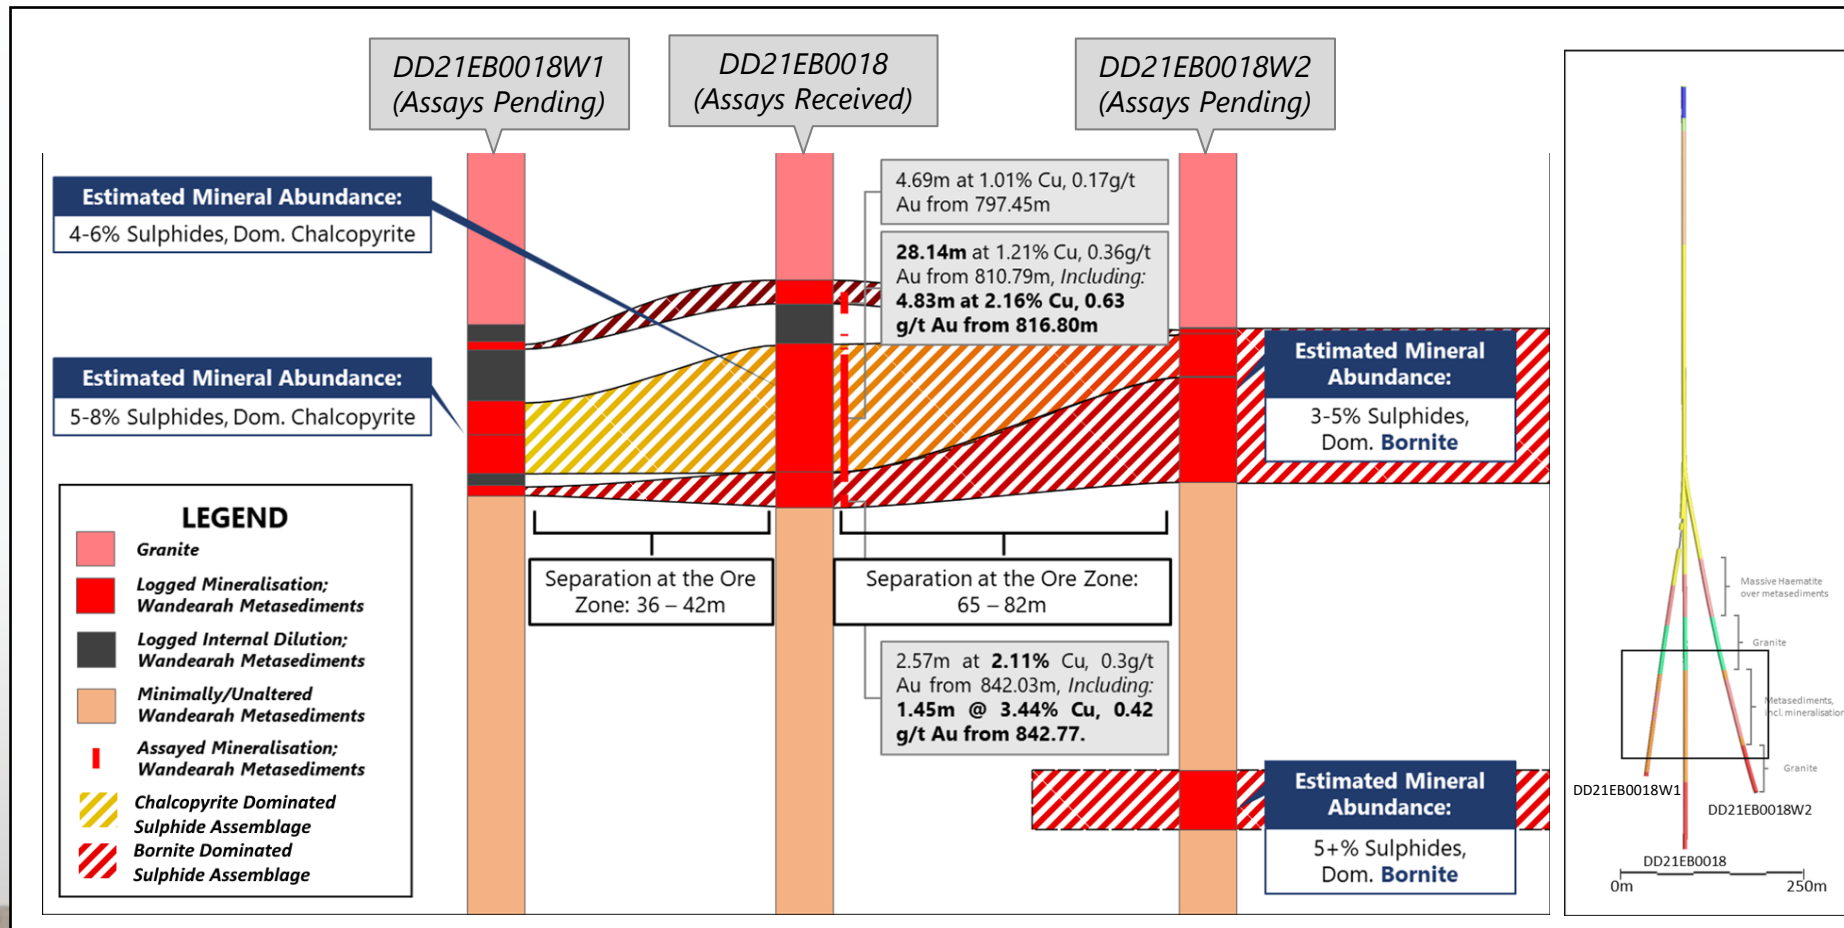 DD21EB0018W1
(Assays Pending)
DD21EB0018
(Assays Received)
DD21EB0018W2
(Assays Pending)
Estimated Mineral Abundance:
4-6% Sulphides, Dom. Chalcopyrite
Estimated Mineral Abundance:
5-8% Sulphides, Dom. Chalcopyrite
4.69m at 1.01% Cu, 0.17g/t
Au from 797.45m
28.14m at 1.21% Cu, 0.36g/t
Au from 810.79m, Including:
4.83m at 2.16% Cu, 0.63
g/t Au from 816.80m
Estimated Mineral
Abundance:
3-5% Sulphides,
Dom. Bornite
LEGEND
Granite
Logged Mineralisation;
Wandearah Metasediments
Logged Internal Dilution;
Wandearah Metasediments
Minimally/Unaltered
Wandearah Metasediments
Assayed Mineralisation;
Wandearah Metasediments
Chalcopyrite Dominated
Sulphide Assemblage
Bornite Dominated
Sulphide Assemblage
Separation at the Ore
Zone: 36 – 42m
Separation at the Ore Zone:
65 – 82m
2.57m at 2.11% Cu, 0.3g/t
Au from 842.03m, Including:
1.45m @ 3.44% Cu, 0.42
g/t Au from 842.77.
Estimated Mineral
Abundance:
5+% Sulphides,
Dom. Bornite
Massive Haematite
over metasediments
Granite
Metasediments,
incl. mineralisation
Granite
DD21EB0018W1
DD21EB0018W2
DD21EB0018
0m
250m